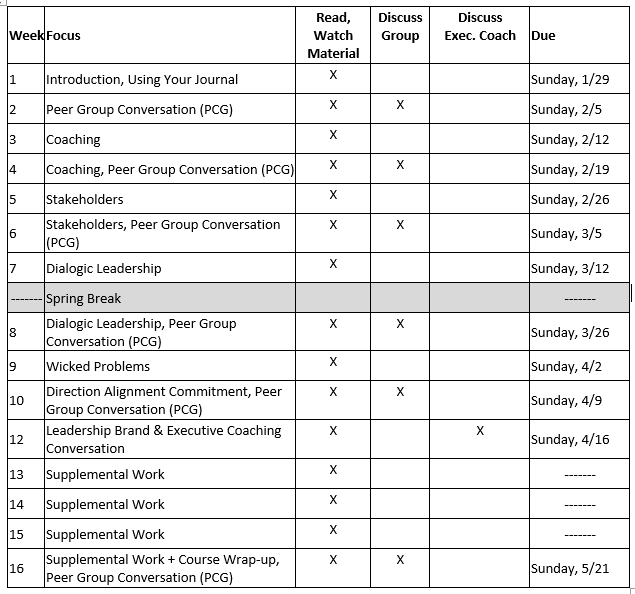 Week Focus Read, Watch Material Discuss Group Discuss Exec. Coach Due
1 Introduction, Using Your Journal X Sunday, 1/29
2 Peer Group Conversation (PCG) X X Sunday, 2/5
3 Coaching X Sunday, 2/12
4 Coaching, Peer Group Conversation (PCG) X X Sunday, 2/19
5 Stakeholders X Sunday, 2/26
6 Stakeholders, Peer Group Conversation (PCG) X X Sunday, 3/5
7 Dialogic Leadership X Sunday, 3/12
------- Spring Break -------
8 Dialogic Leadership, Peer Group Conversation (PCG) X X Sunday, 3/26
9 Wicked Problems X Sunday, 4/2
10 Direction Alignment Commitment, Peer Group Conversation (PCG) X X Sunday, 4/9
12 Leadership Brand & Executive Coaching Conversation X X Sunday, 4/16
13 Supplemental Work X -------
14 Supplemental Work X -------
15 Supplemental Work X -------
16 Supplemental Work + Course Wrap-up, Peer Group Conversation (PCG) X X Sunday, 5/21